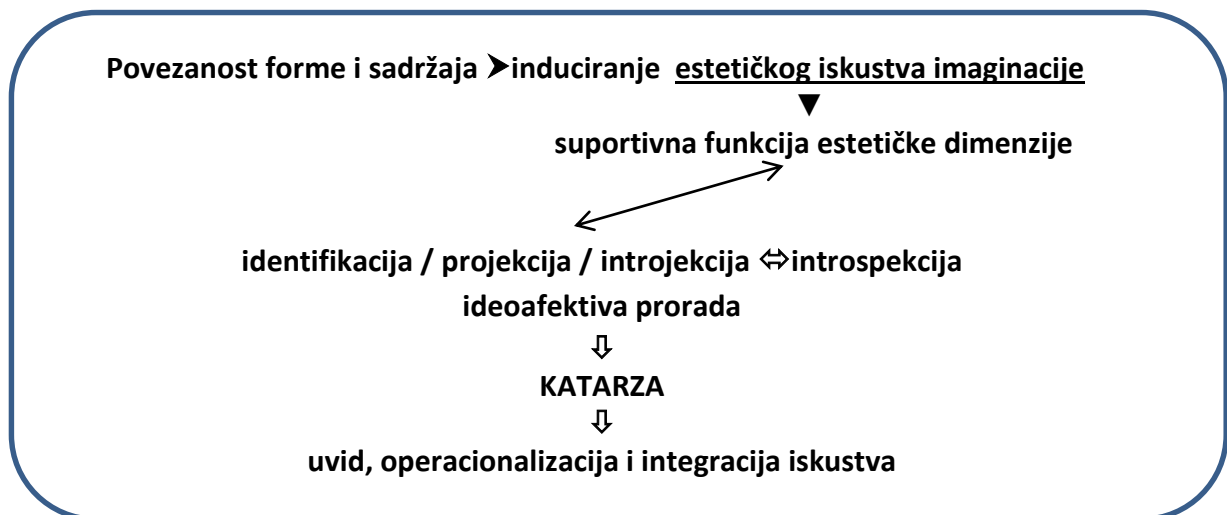 Povezanost forme i sadržaja ➤induciranje estetičkog iskustva imaginacije
▼
suportivna funkcija estetičke dimenzije
identifikacija / projekcija / introjekcija ⬄introspekcija
ideoafektiva prorada
⇩
KATARZA
⇩
uvid, operacionalizacija i integracija iskustva